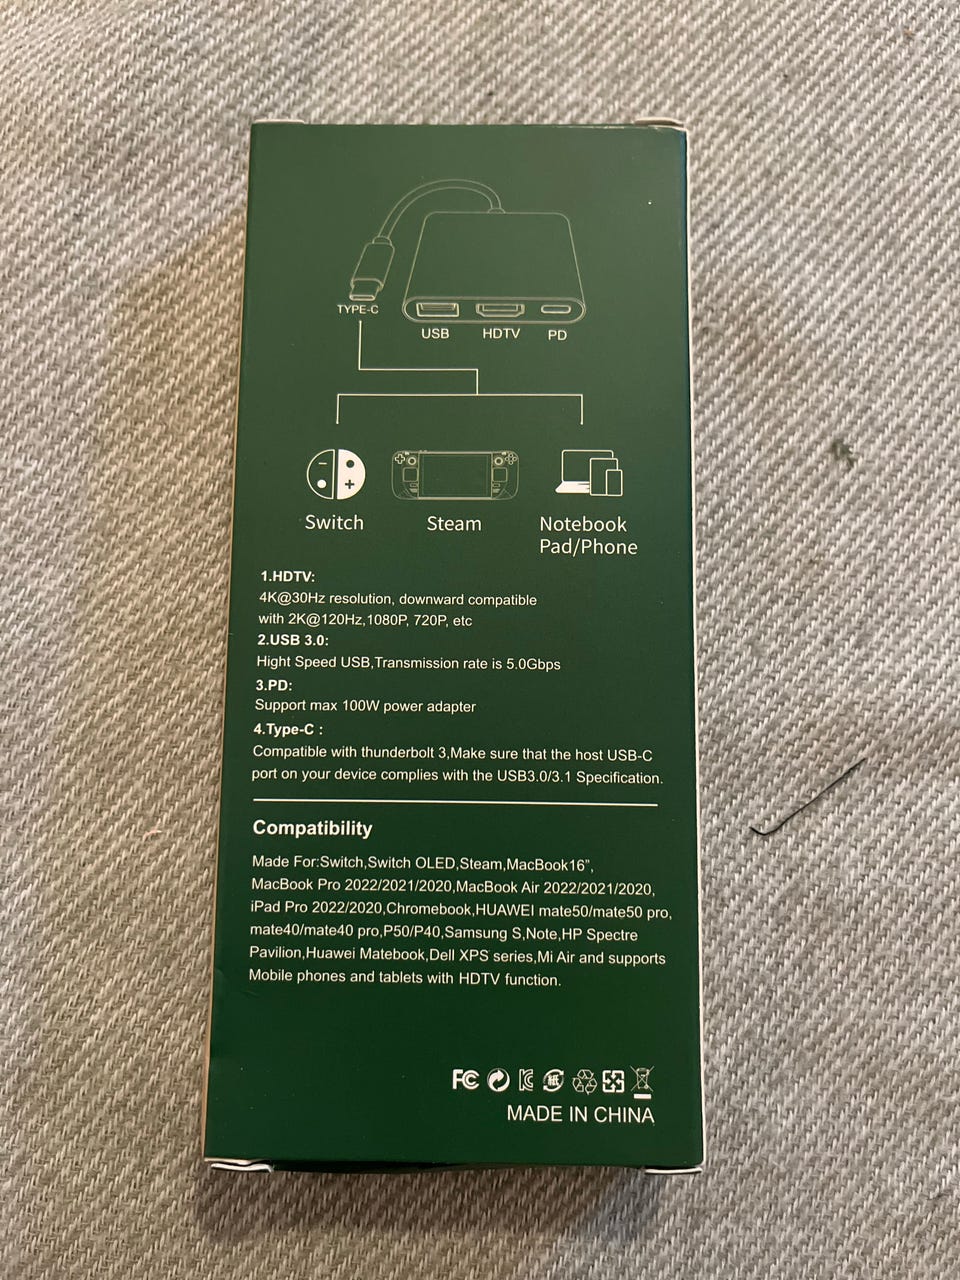 TYPE-C
USB HDTV PD
Switch Steam Notebook
Pad/Phone
1.HDTV:
4K@30Hz resolution, downward compatible
with 2K@120Hz,1080P, 720P, etc
2.USB 3.0:
Hight Speed USB,Transmission rate is 5.0Gbps
3.PD:
Support max 100W power adapter
4.Type-C :
Compatible with thunderbolt 3,Make sure that the host USB-C
port on your device complies with the USB3.0/3.1 Specification.
Compatibility
Made For:Switch,Switch OLED,Steam,MacBook16”,
MacBook Pro 2022/2021/2020,MacBook Air 2022/2021/2020,
iPad Pro 2022/2020,Chromebook,HUAWEI mate50/mate50 pro,
mate40/mate40 pro,P50/P40,Samsung S,Note,HP Spectre
Pavilion,Huawei Matebook,Dell XPS series,Mi Air and supports
Mobile phones and tablets with HDTV function.
FC 紙
MADE IN CHINA